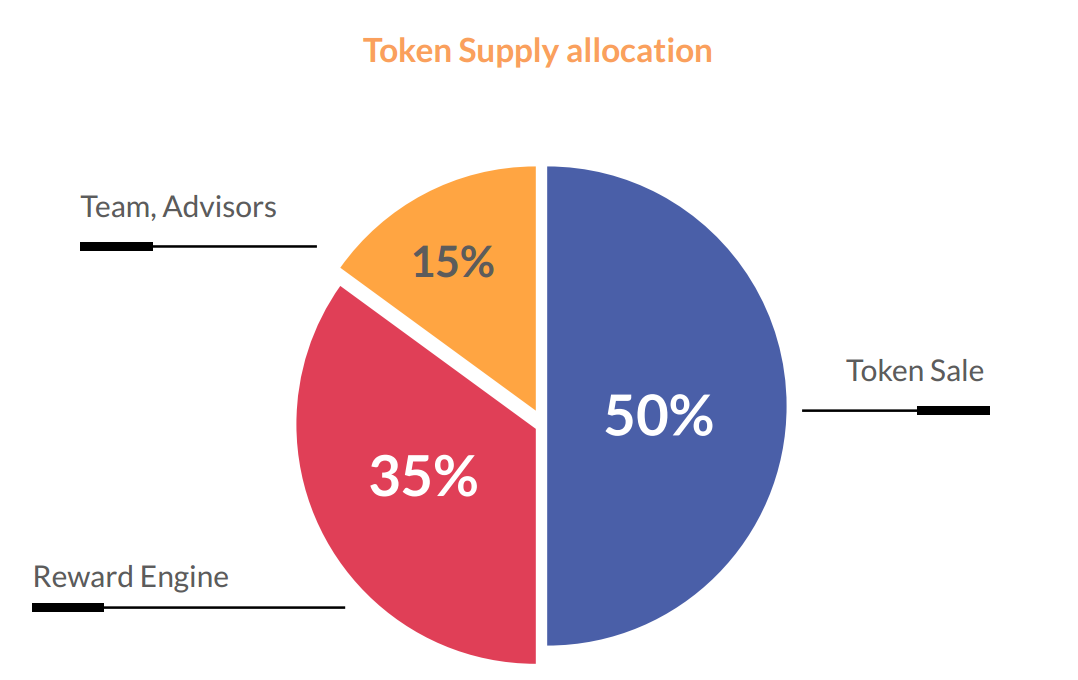 Token Supply allocation
Team, Advisors
15%
Token Sale
50%
35%
Reward Engine